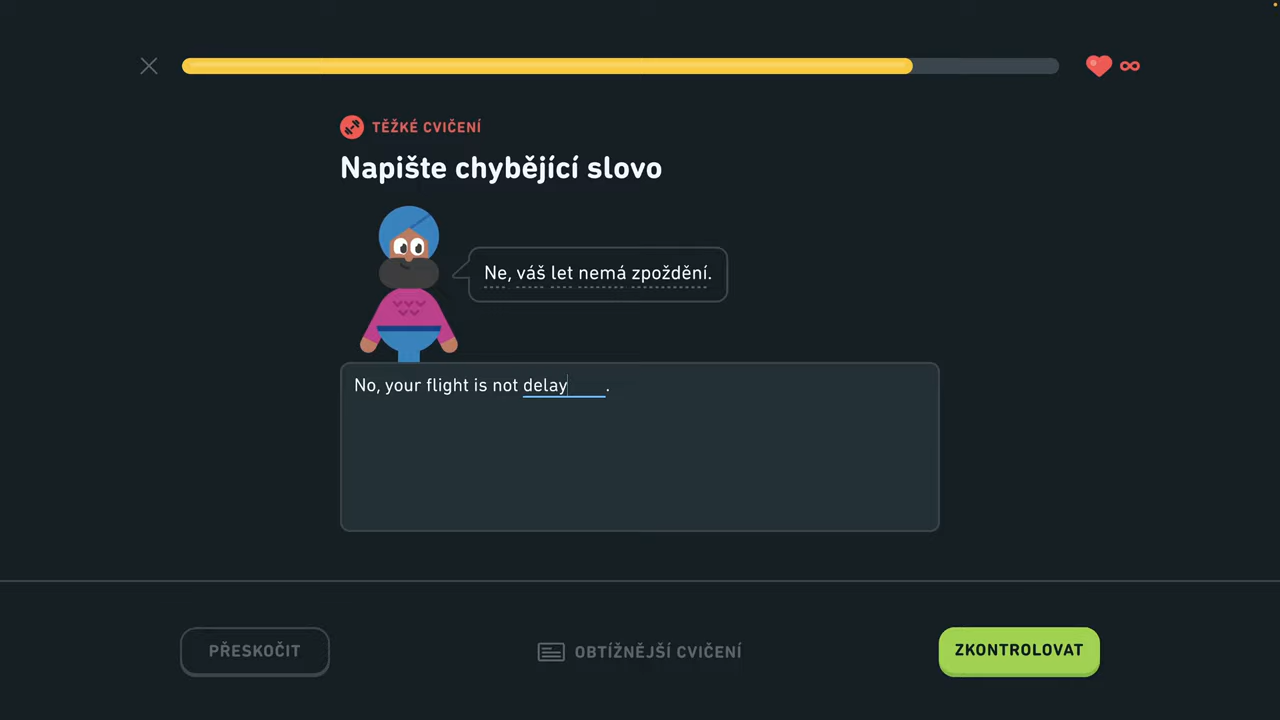 ∞
TĚŽKÉ CVIČENÍ
Napište chybějící slovo
Ne, váš let nemá zpoždění.
No, your flight is not delay .
PŘESKOČIT
OBTÍŽNĚJŠÍ CVIČENÍ
ZKONTROLOVAT